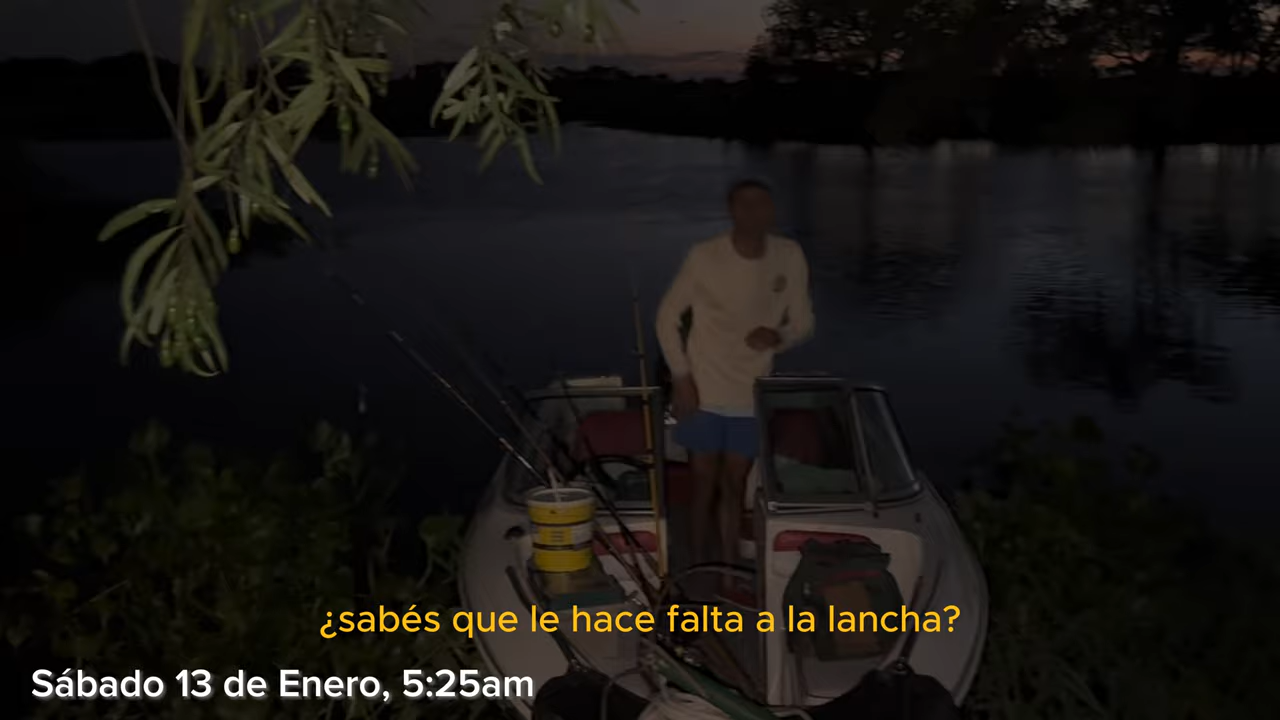 ¿sabés que le hace falta a la lancha?
Sábado 13 de Enero, 5:25am